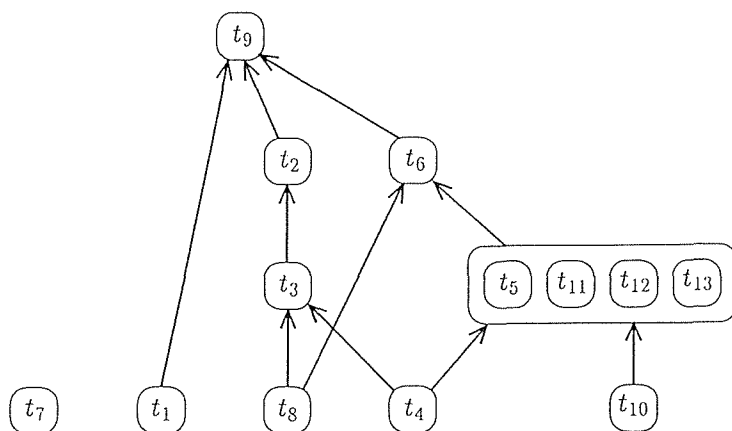 t₉
t₂ t₆
t₃ t₅ t₁₁ t₁₂ t₁₃
t₇ t₁ t₈ t₄ t₁₀